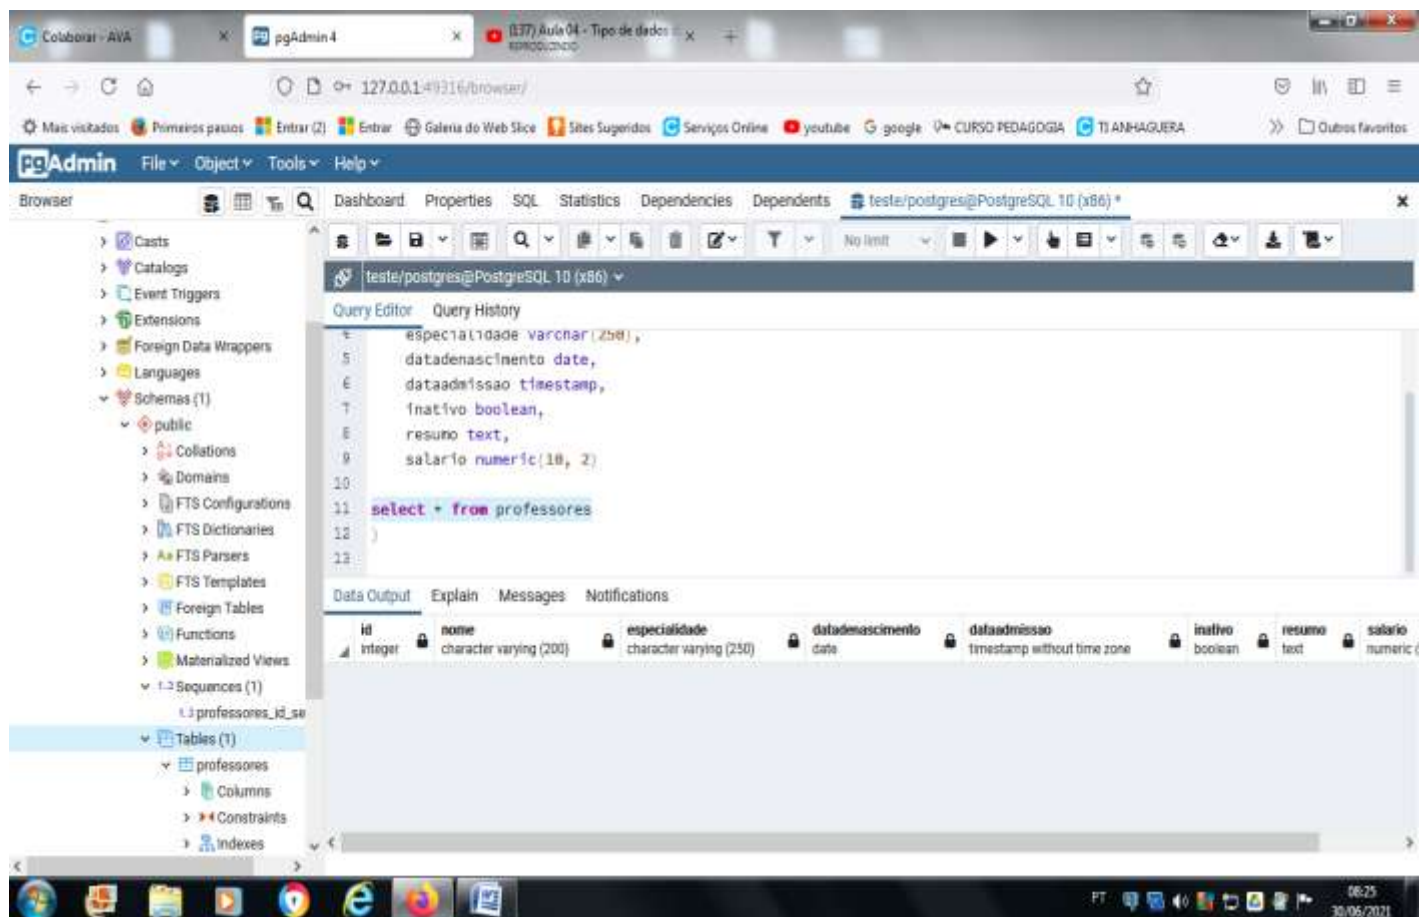 Colaborar - AVA
pgAdmin 4
(137) Aula 04 - Tipo de dados
REPRODUZINDO
127.0.0.1:49316/browser/
Mais visitados Primeiros passos Entrar (2) Entrar Galeria do Web Slice Sites Sugeridos Serviços Online youtube google CURSO PEDAGOGIA TI ANHAGUERA Outros favoritos
pgAdmin File Object Tools Help
Browser Dashboard Properties SQL Statistics Dependencies Dependents teste/postgres@PostgreSQL 10 (x86) *
No limit
teste/postgres@PostgreSQL 10 (x86)
Query Editor Query History
4 especialidade varchar(250),
5 datadenascimento date,
6 dataadmissao timestamp,
7 inativo boolean,
8 resumo text,
9 salario numeric(10, 2)
10
11 select * from professores
12 )
13
Data Output Explain Messages Notifications
id nome especialidade datadenascimento dataadmissao inativo resumo salario
integer character varying (200) character varying (250) date timestamp without time zone boolean text numeric (
Casts
Catalogs
Event Triggers
Extensions
Foreign Data Wrappers
Languages
Schemas (1)
public
Collations
Domains
FTS Configurations
FTS Dictionaries
FTS Parsers
FTS Templates
Foreign Tables
Functions
Materialized Views
1..3 Sequences (1)
1..3 professores_id_se
Tables (1)
professores
Columns
Constraints
Indexes
PT
08:25
30/06/2021